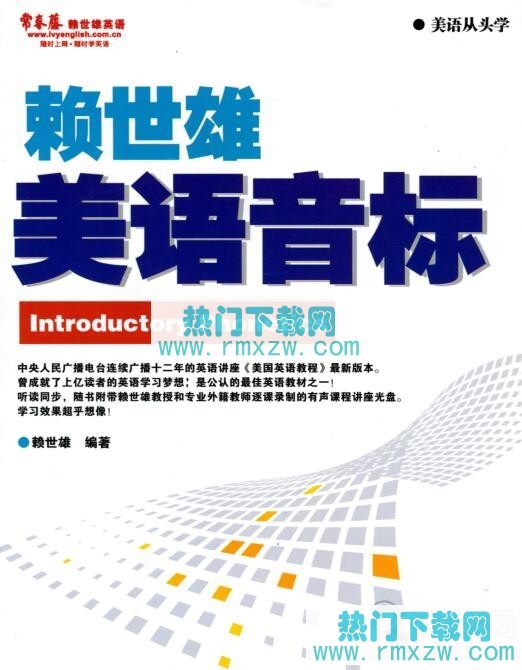 常春藤 赖世雄英语
www.ivyenglish.com.cn
随时上网·随时学英语
● 美语从头学
赖世雄
美语音标
Introductory
热门下载网
www.rmxzw.com
中央人民广播电台连续广播十二年的英语讲座《美国英语教程》最新版本。
曾成就了上亿读者的英语学习梦想；是公认的最佳英语教材之一！
听读同步，随书附带赖世雄教授和专业外籍教师逐课录制的有声课程讲座光盘。
学习效果超乎想像！
●赖世雄 编著
热门下载网
www.rmxzw.com